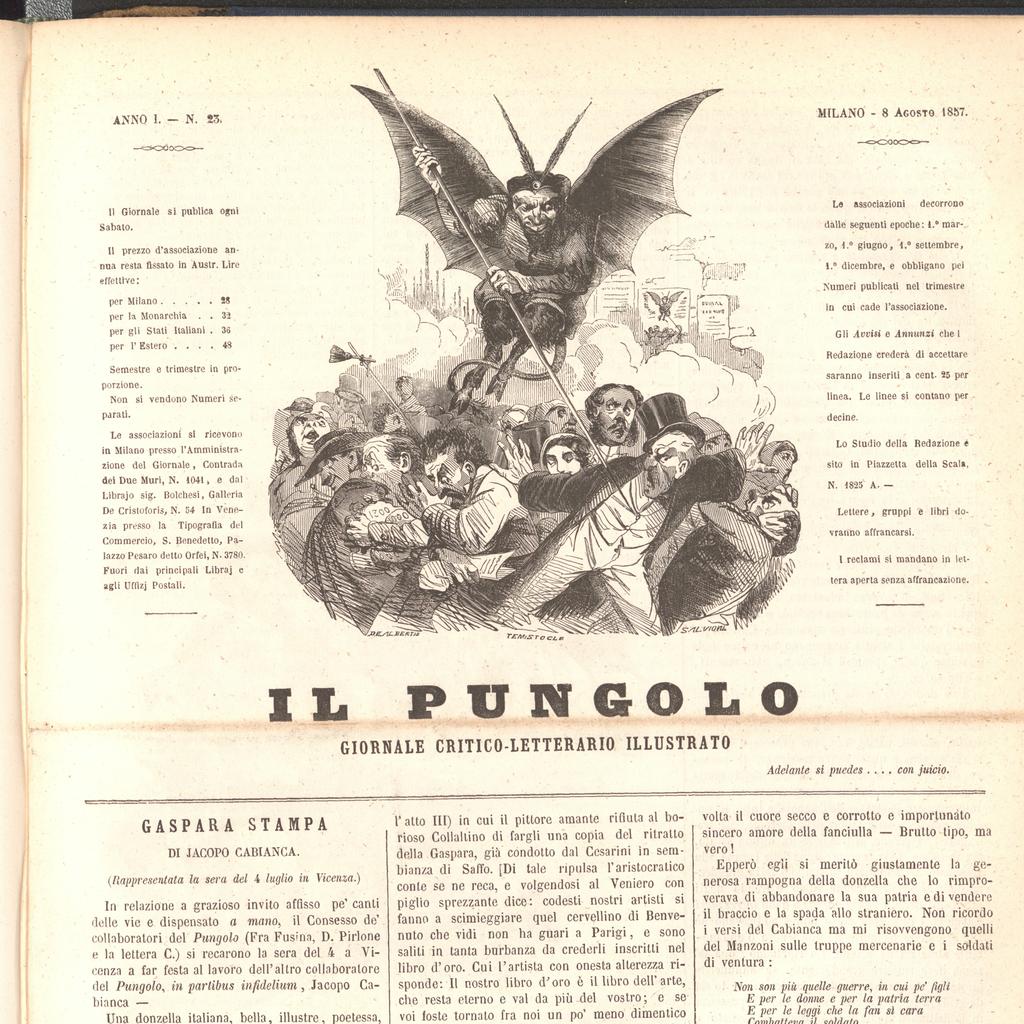 ANNO I. — N. 23.
MILANO - 8 AGOSTO 1857.
Il Giornale si publica ogni
Sabato.
Il prezzo d'associazione an-
nua resta fissato in Austr. Lire
effettive:
per Milano . . . . . 28
per la Monarchia . . 32
per gli Stati Italiani . 36
per l'Estero . . . . 48
Semestre e trimestre in pro-
porzione.
Non si vendono Numeri se-
parati.
Le associazioni si ricevono
in Milano presso l'Amministra-
zione del Giornale, Contrada
dei Due Muri, N. 1041, e dal
Librajo sig. Bolchesi, Galleria
De Cristoforis, N. 54 In Vene-
zia presso la Tipografia del
Commercio, S. Benedetto, Pa-
lazzo Pesaro detto Orfei, N. 3780.
Fuori dai principali Libraj e
agli Uffizj Postali.
Le associazioni decorrono
dalle seguenti epoche: 1.º mar-
zo, 1.º giugno, 1.º settembre,
1.º dicembre, e obbligano pei
Numeri publicati nel trimestre
in cui cade l'associazione.
Gli Avvisi e Annunzi che l
Redazione crederà di accettare
saranno inseriti a cent. 25 per
linea. Le linee si contano per
decine.
Lo Studio della Redazione è
sito in Piazzetta della Scala,
N. 1825 A. —
Lettere, gruppi e libri do-
vranno affrancarsi.
I reclami si mandano in let-
tera aperta senza affrancazione.
DE ALBERTIS
TEMISTOCLE
SALVIONI
IL PUNGOLO
GIORNALE CRITICO-LETTERARIO ILLUSTRATO
Adelante si puedes .... con juicio.
GASPARA STAMPA
DI JACOPO CABIANCA.
(Rappresentata la sera del 4 luglio in Vicenza.)
In relazione a grazioso invito affisso pe' canti
delle vie e dispensato a mano, il Consesso de'
collaboratori del Pungolo (Fra Fusina, D. Pirlone
e la lettera C.) si recarono la sera del 4 a Vi-
cenza a far festa al lavoro dell'altro collaboratore
del Pungolo, in partibus infidelium, Jacopo Ca-
bianca —
Una donzella italiana, bella, illustre, poetessa,
l'atto III) in cui il pittore amante rifiuta al bo-
rioso Collaltino di fargli una copia del ritratto
della Gaspara, già condotto dal Cesarini in sem-
bianza di Saffo. [Di tale ripulsa l'aristocratico
conte se ne reca, e volgendosi al Veniero con
piglio sprezzante dice: codesti nostri artisti si
fanno a scimieggiare quel cervellino di Benve-
nuto che vidi non ha guari a Parigi, e sono
saliti in tanta burbanza da crederli inscritti nel
libro d'oro. Cui l'artista con onesta alterezza ri-
sponde: Il nostro libro d'oro è il libro dell'arte,
che resta eterno e val da più del vostro; e se
voi foste tornato fra noi un po' meno dimentico
volta il cuore secco e corrotto e importunato
sincero amore della fanciulla — Brutto tipo, ma
vero!
Epperò egli si meritò giustamente la ge-
nerosa rampogna della donzella che lo rimpro-
verava di abbandonare la sua patria e di vendere
il braccio e la spada allo straniero. Non ricordo
i versi del Cabianca ma mi risovvengono quelli
del Manzoni sulle truppe mercenarie e i soldati
di ventura:
Non son più quelle guerre, in cui pe' figli
E per le donne e per la patria terra
E per le leggi che la fan sì cara
Combatteva il soldato